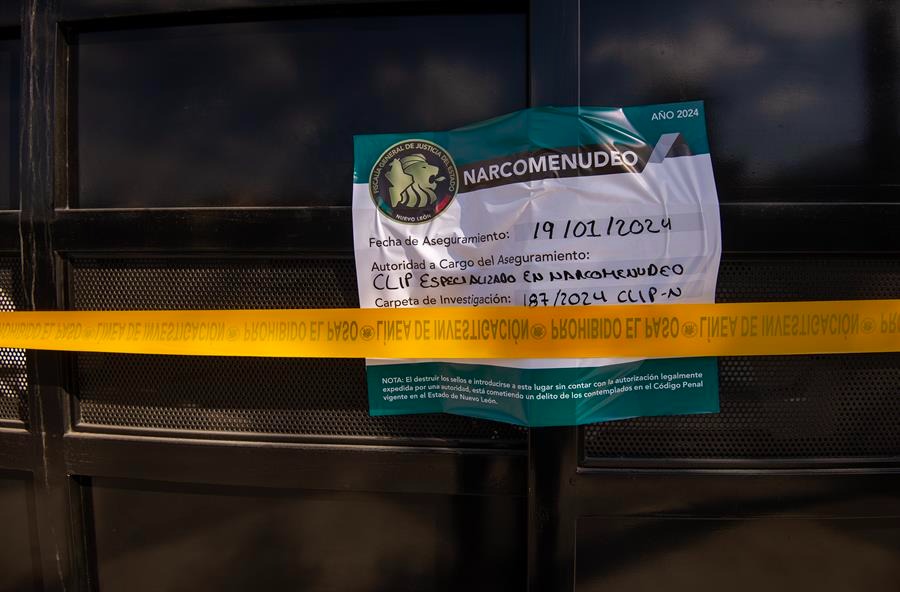 AÑO 2024
FISCALÍA GENERAL DE JUSTICIA DEL ESTADO
NUEVO LEÓN
NARCOMENUDEO
Fecha de Aseguramiento: 19/01/2024
Autoridad a Cargo del Aseguramiento:
CLIP ESPECIALIZADO EN NARCOMENUDEO
Carpeta de Investigación: 187/2024 CLIP-N
LÍNEA DE INVESTIGACIÓN PROHIBIDO EL PASO LÍNEA DE INVESTIGACIÓN PROHIBIDO EL PASO LÍNEA DE INVESTIGACIÓN PR
NOTA: El destruir los sellos e introducirse a este lugar sin contar con la autorización legalmente
expedida por una autoridad, está cometiendo un delito de los contemplados en el Código Penal
vigente en el Estado de Nuevo León.